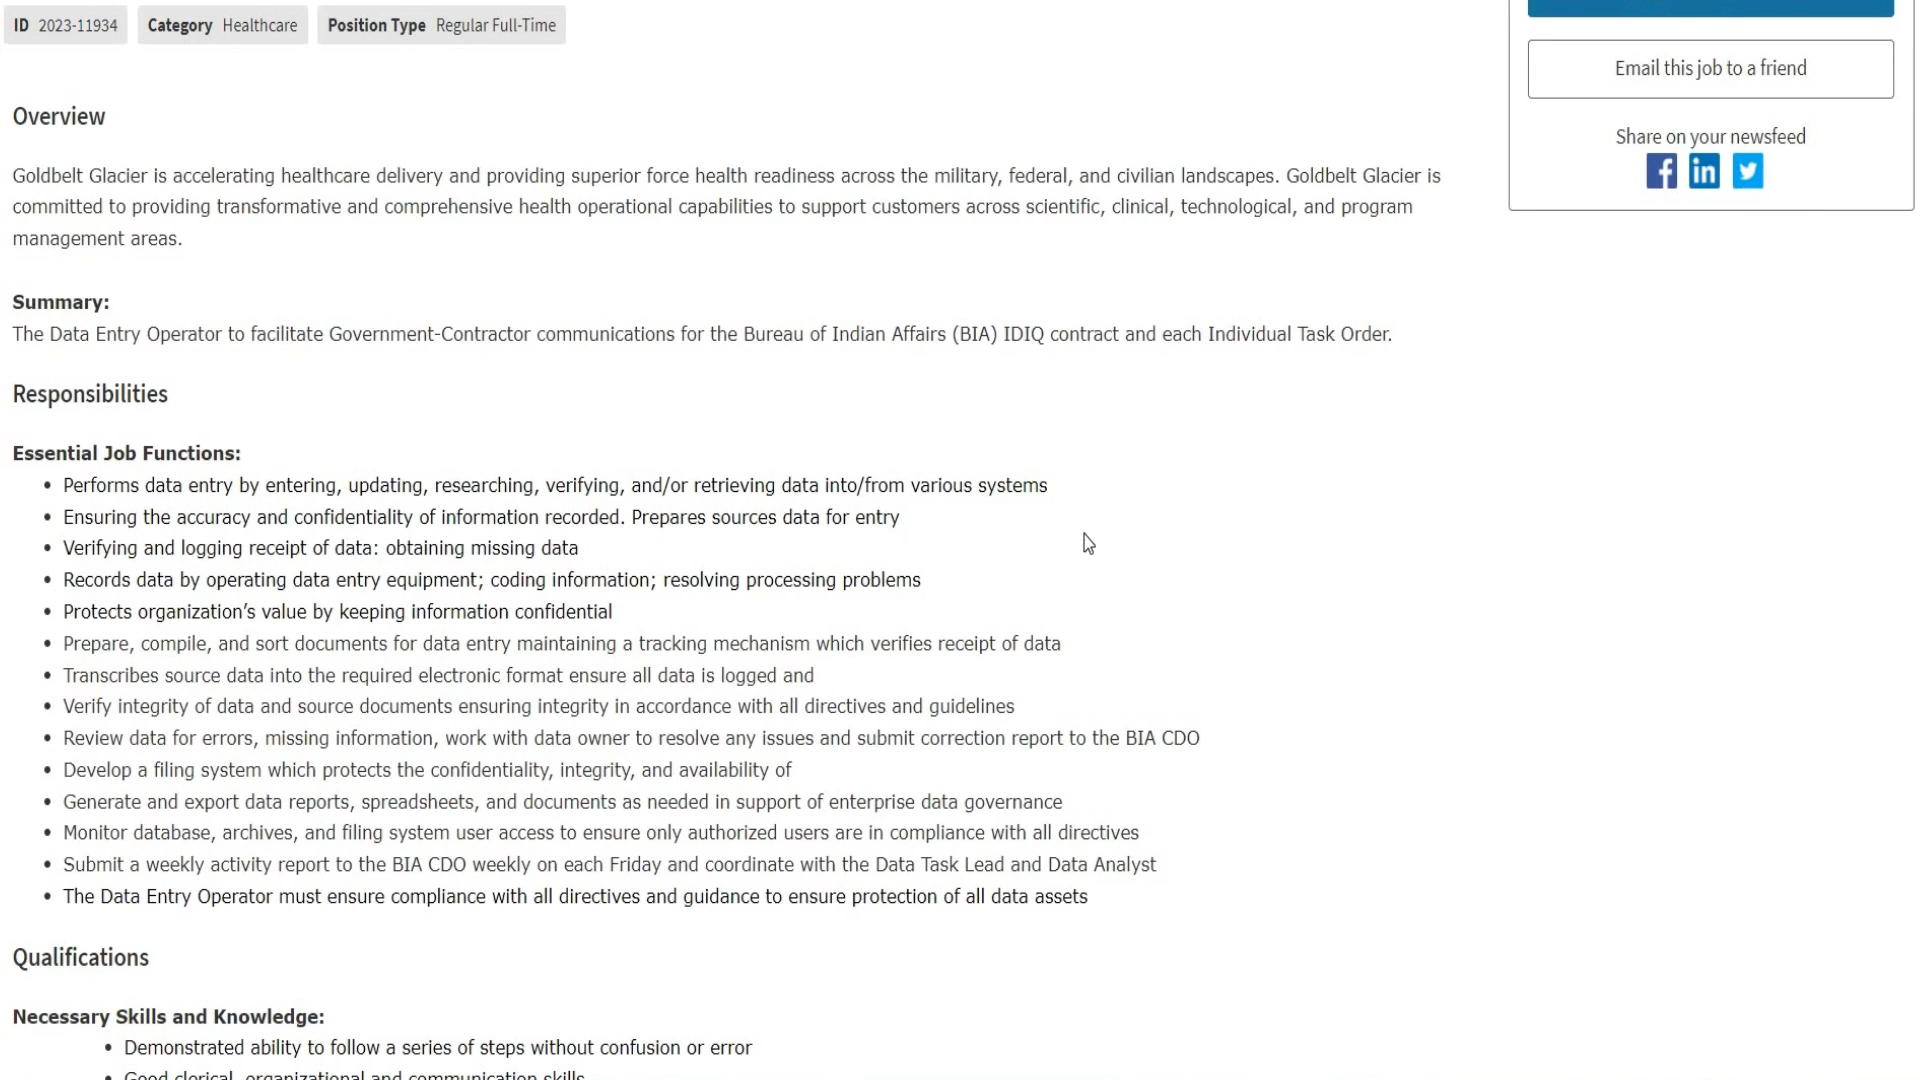 ID 2023-11934 Category Healthcare Position Type Regular Full-Time
Email this job to a friend
Share on your newsfeed
Overview
Goldbelt Glacier is accelerating healthcare delivery and providing superior force health readiness across the military, federal, and civilian landscapes. Goldbelt Glacier is
committed to providing transformative and comprehensive health operational capabilities to support customers across scientific, clinical, technological, and program
management areas.
Summary:
The Data Entry Operator to facilitate Government-Contractor communications for the Bureau of Indian Affairs (BIA) IDIQ contract and each Individual Task Order.
Responsibilities
Essential Job Functions:
• Performs data entry by entering, updating, researching, verifying, and/or retrieving data into/from various systems
• Ensuring the accuracy and confidentiality of information recorded. Prepares sources data for entry
• Verifying and logging receipt of data: obtaining missing data
• Records data by operating data entry equipment; coding information; resolving processing problems
• Protects organization’s value by keeping information confidential
• Prepare, compile, and sort documents for data entry maintaining a tracking mechanism which verifies receipt of data
• Transcribes source data into the required electronic format ensure all data is logged and
• Verify integrity of data and source documents ensuring integrity in accordance with all directives and guidelines
• Review data for errors, missing information, work with data owner to resolve any issues and submit correction report to the BIA CDO
• Develop a filing system which protects the confidentiality, integrity, and availability of
• Generate and export data reports, spreadsheets, and documents as needed in support of enterprise data governance
• Monitor database, archives, and filing system user access to ensure only authorized users are in compliance with all directives
• Submit a weekly activity report to the BIA CDO weekly on each Friday and coordinate with the Data Task Lead and Data Analyst
• The Data Entry Operator must ensure compliance with all directives and guidance to ensure protection of all data assets
Qualifications
Necessary Skills and Knowledge:
• Demonstrated ability to follow a series of steps without confusion or error
• Good clerical, organizational and communication skills